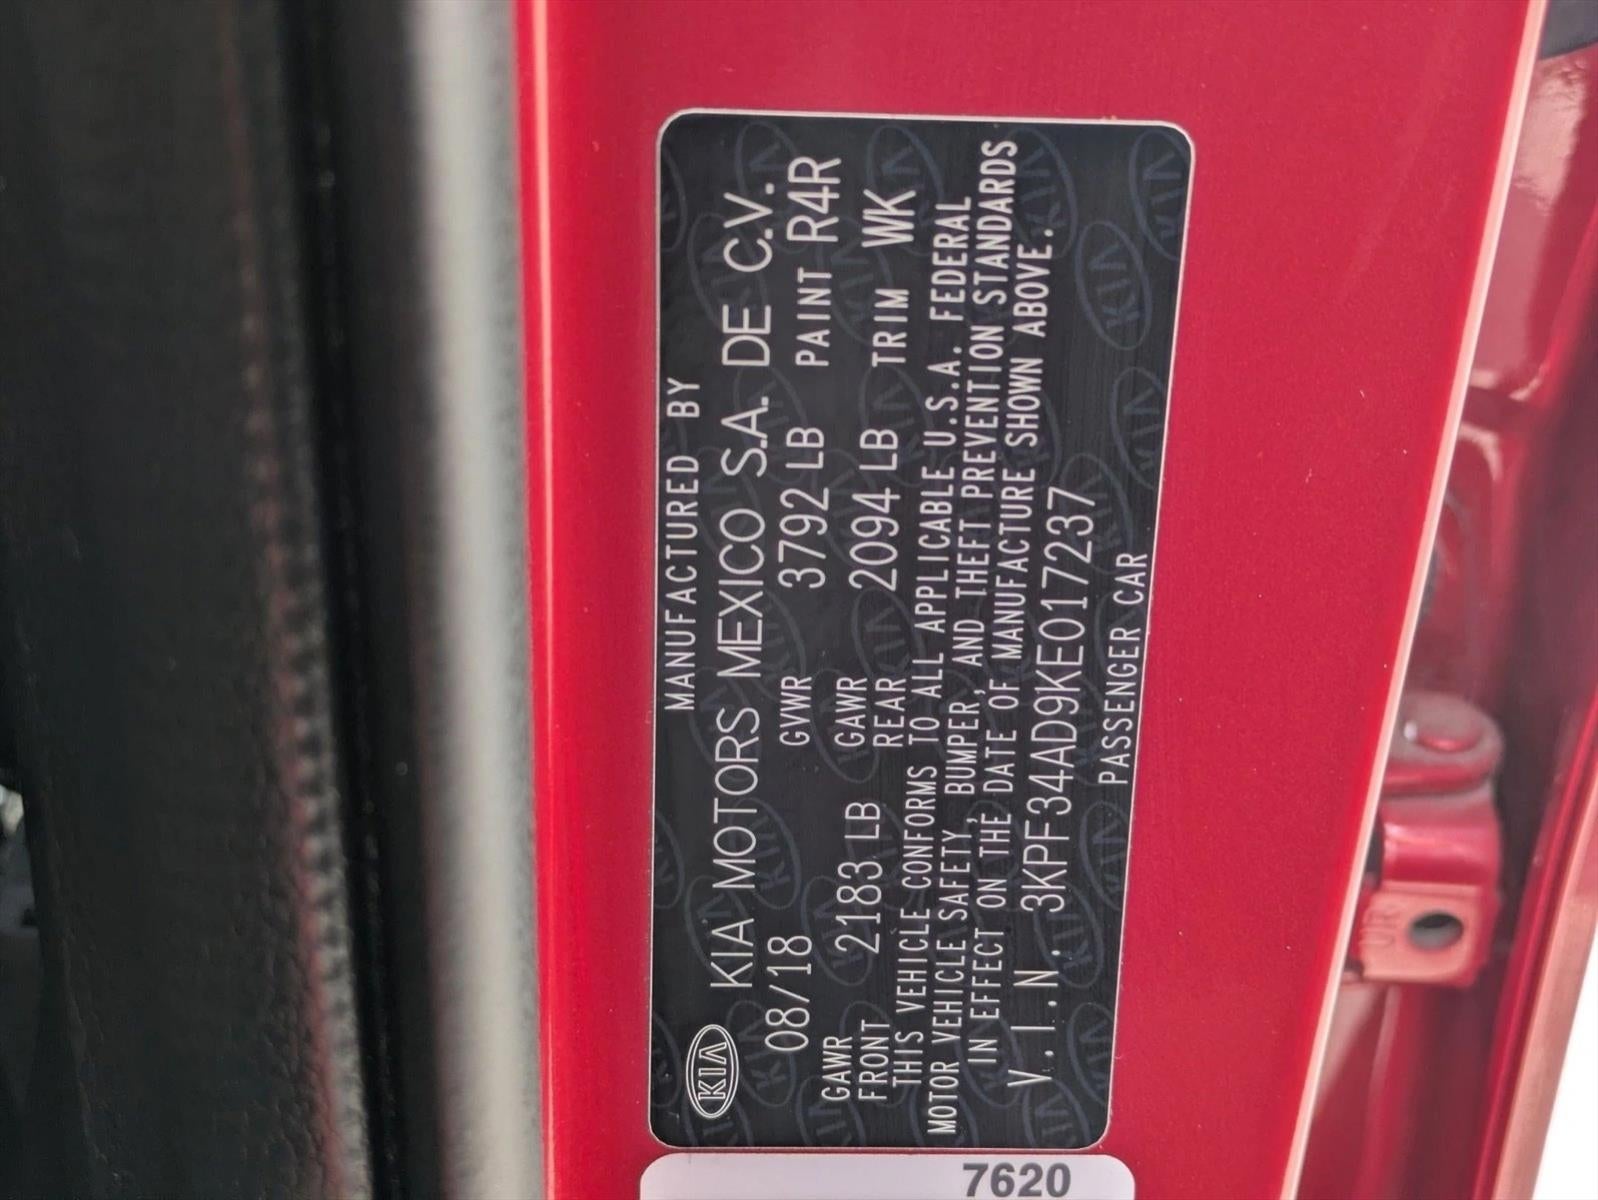 MANUFACTURED BY
KIA KIA MOTORS MEXICO S.A. DE C.V.
08/18 GVWR 3792 LB PAINT R4R
GAWR FRONT 2183 LB GAWR REAR 2094 LB TRIM WK
THIS VEHICLE CONFORMS TO ALL APPLICABLE U.S.A. FEDERAL
MOTOR VEHICLE SAFETY, BUMPER, AND THEFT PREVENTION STANDARDS
IN EFFECT ON THE DATE OF MANUFACTURE SHOWN ABOVE.
V.I.N. 3KPF34AD9KE017237
PASSENGER CAR
7620